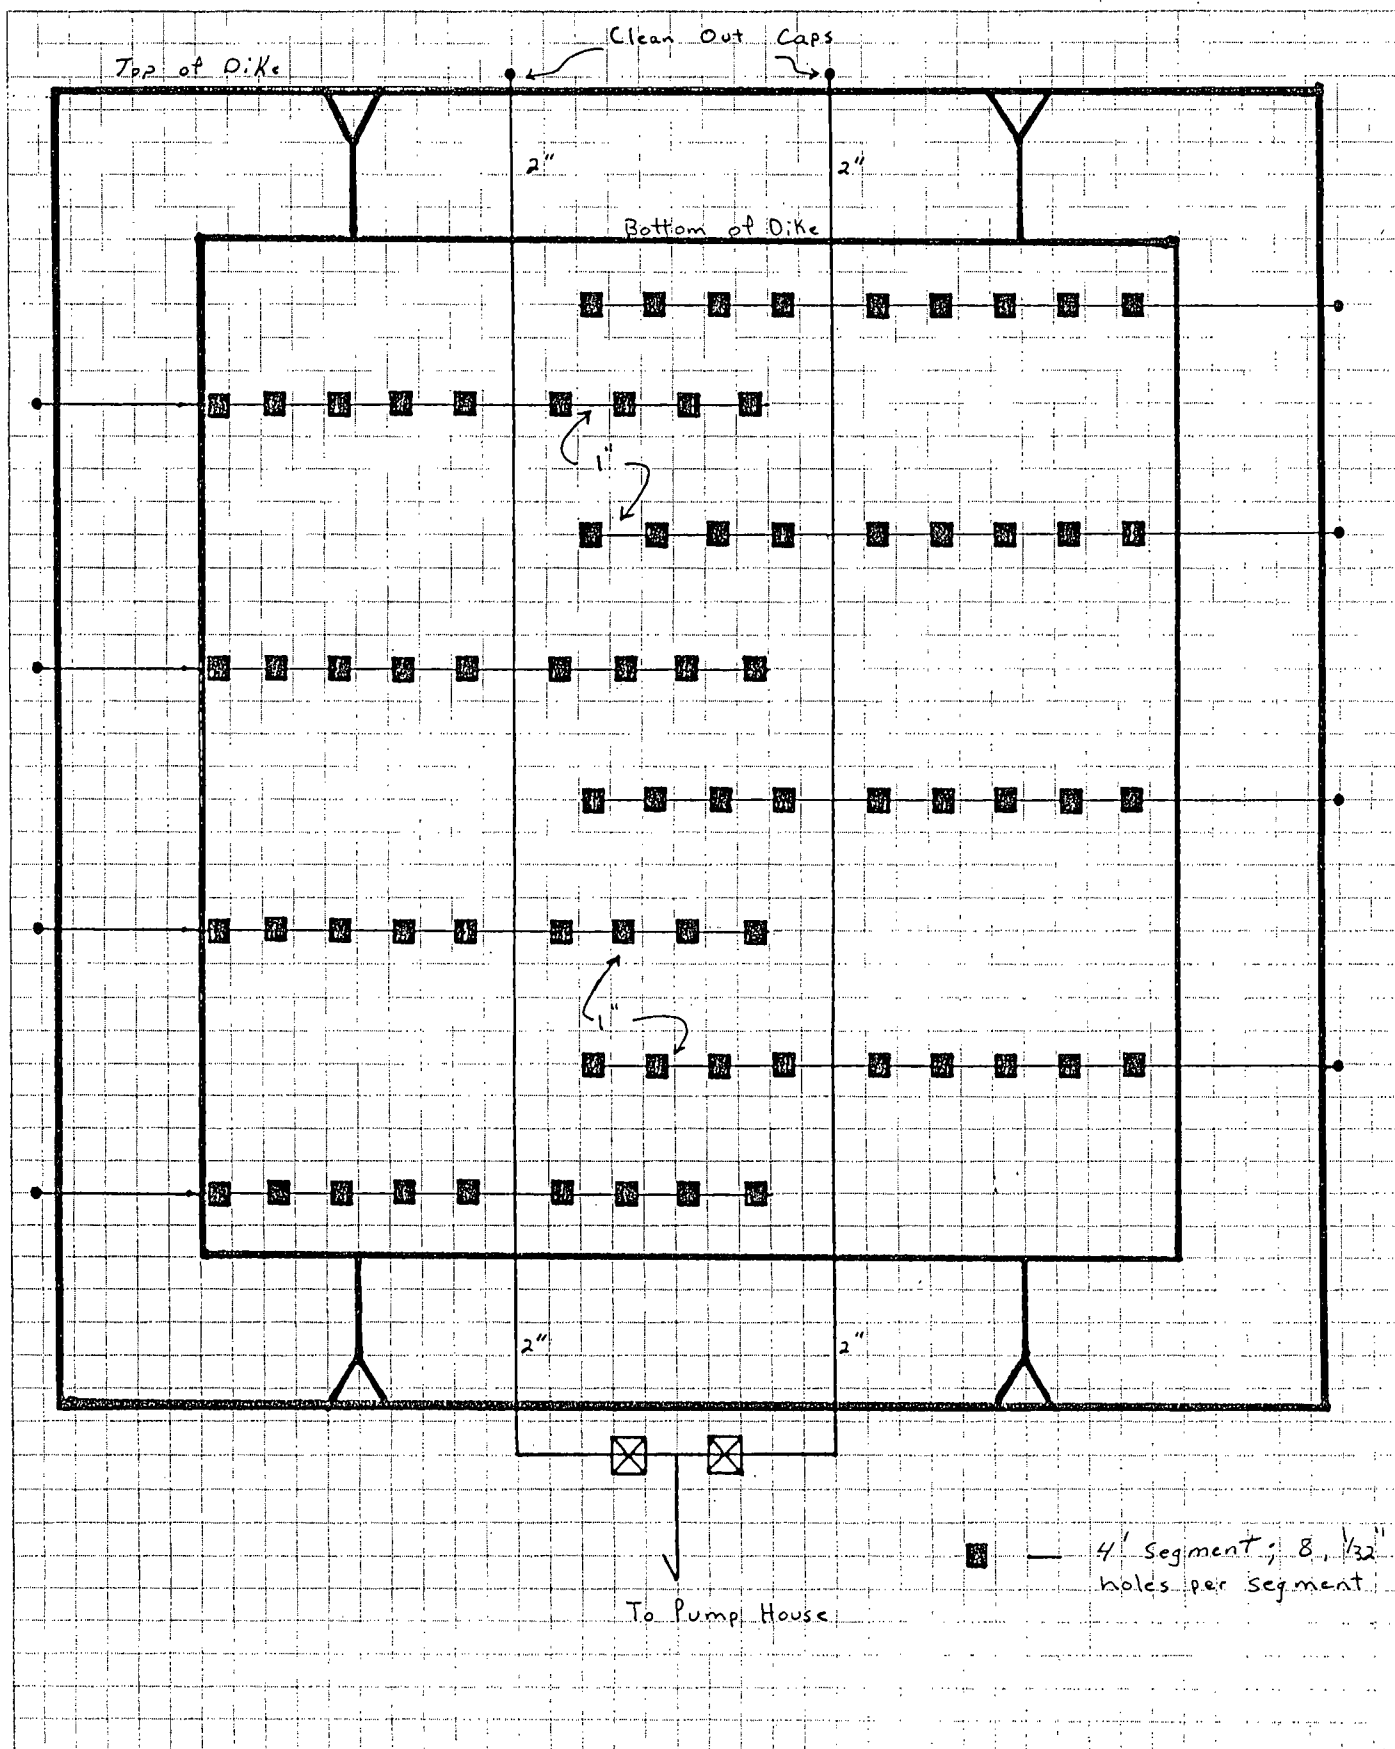 Clean Out Caps
Top of Dike
2"
2"
Bottom of Dike
1"
1"
2"
2"
4' segment; 8, 1/32"
holes per segment
To Pump House